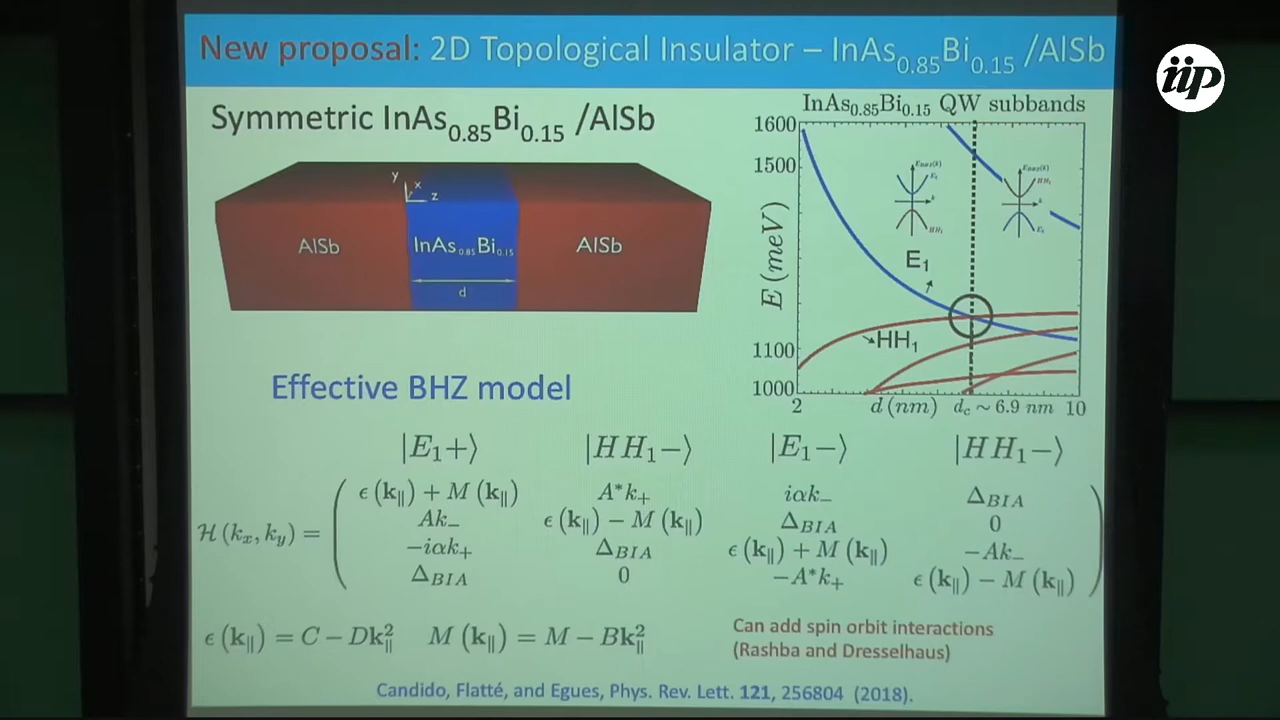 New proposal: 2D Topological Insulator – InAs0.85Bi0.15 /AlSb
iip
Symmetric InAs0.85Bi0.15 /AlSb
y
x
z
AlSb
InAs0.85Bi0.15
AlSb
d
InAs0.85Bi0.15 QW subbands
1600
1500
E (meV)
E1
HH1
1100
1000
2
d (nm)
dc ~ 6.9 nm
10
Effective BHZ model
|E1+⟩ |HH1−⟩ |E1−⟩ |HH1−⟩
ϵ(k∥) + M(k∥) A*k+ iαk− ΔBIA
Ak− ϵ(k∥) − M(k∥) ΔBIA 0
H(kx, ky) =
−iαk+ ΔBIA ϵ(k∥) + M(k∥) −Ak−
ΔBIA 0 −A*k+ ϵ(k∥) − M(k∥)
ϵ(k∥) = C − Dk∥² M(k∥) = M − Bk∥²
Can add spin orbit interactions
(Rashba and Dresselhaus)
Candido, Flatté, and Egues, Phys. Rev. Lett. 121, 256804 (2018).